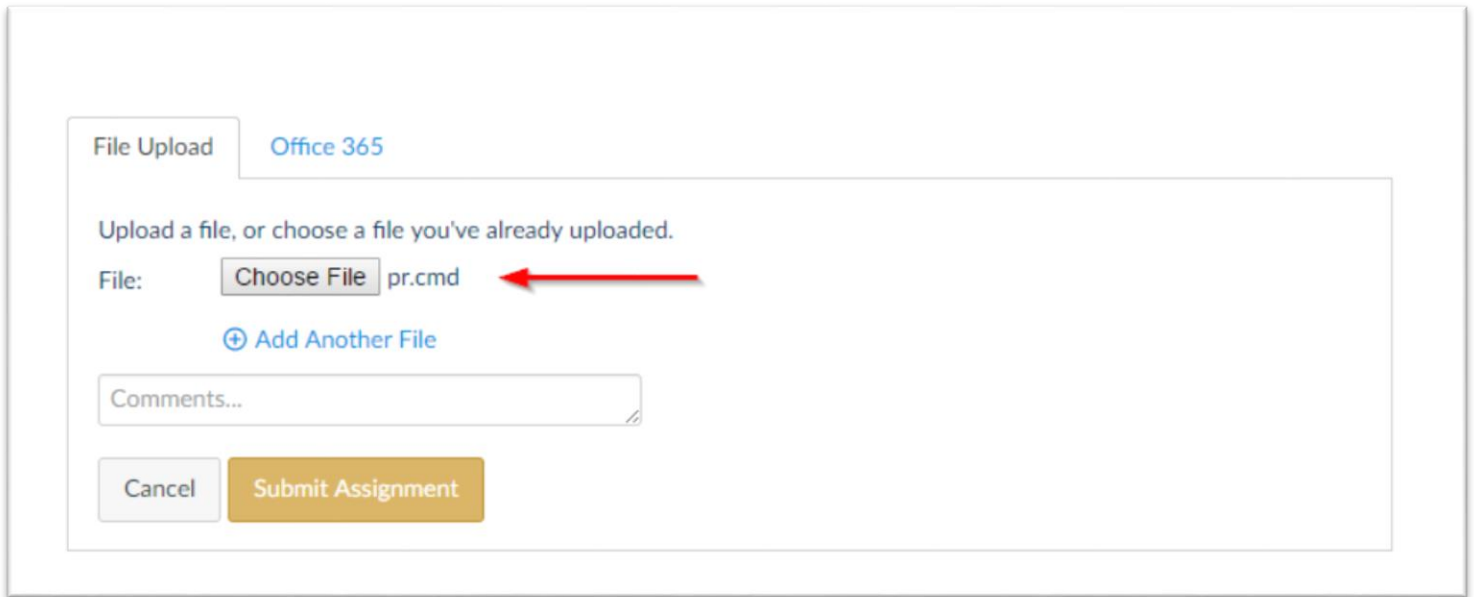 File Upload Office 365
Upload a file, or choose a file you've already uploaded.
File: Choose File pr.cmd
Add Another File
Comments...
Cancel Submit Assignment